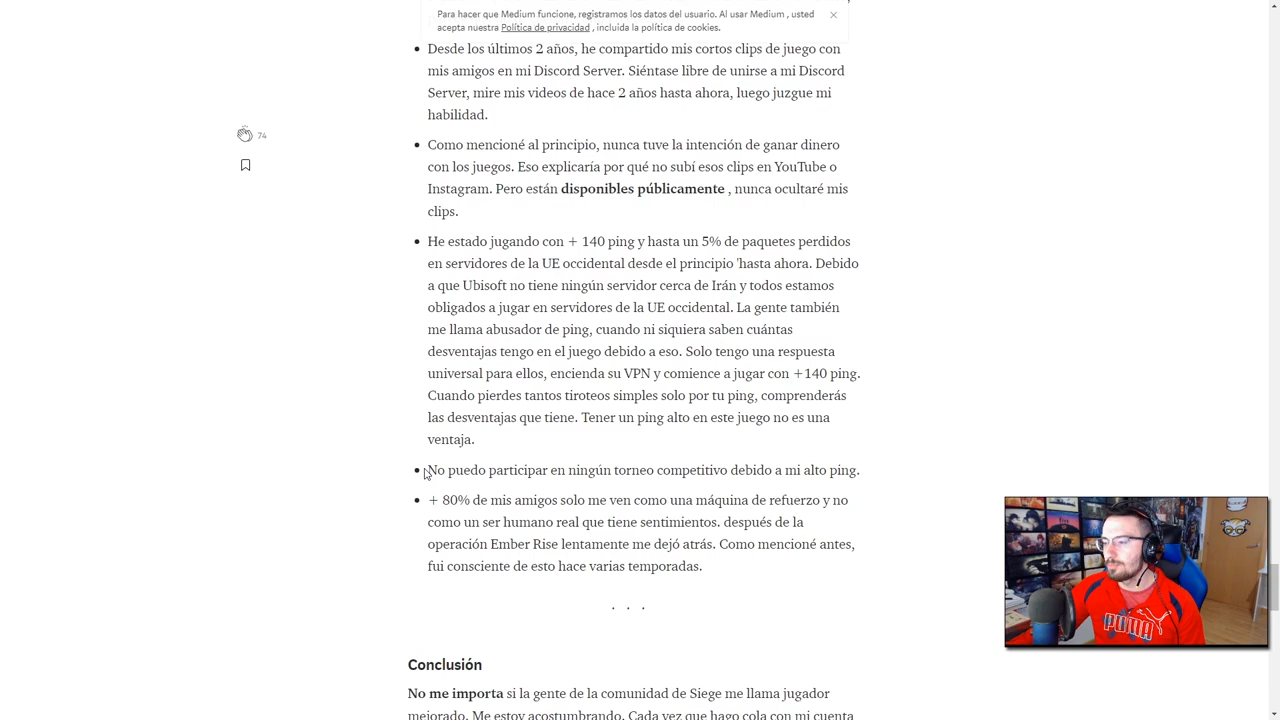 Para hacer que Medium funcione, registramos los datos del usuario. Al usar Medium , usted
acepta nuestra Política de privacidad , incluida la política de cookies.
Desde los últimos 2 años, he compartido mis cortos clips de juego con
mis amigos en mi Discord Server. Siéntase libre de unirse a mi Discord
Server, mire mis videos de hace 2 años hasta ahora, luego juzgue mi
habilidad.
74
Como mencioné al principio, nunca tuve la intención de ganar dinero
con los juegos. Eso explicaría por qué no subí esos clips en YouTube o
Instagram. Pero están disponibles públicamente , nunca ocultaré mis
clips.
He estado jugando con + 140 ping y hasta un 5% de paquetes perdidos
en servidores de la UE occidental desde el principio 'hasta ahora. Debido
a que Ubisoft no tiene ningún servidor cerca de Irán y todos estamos
obligados a jugar en servidores de la UE occidental. La gente también
me llama abusador de ping, cuando ni siquiera saben cuántas
desventajas tengo en el juego debido a eso. Solo tengo una respuesta
universal para ellos, encienda su VPN y comience a jugar con +140 ping.
Cuando pierdes tantos tiroteos simples solo por tu ping, comprenderás
las desventajas que tiene. Tener un ping alto en este juego no es una
ventaja.
No puedo participar en ningún torneo competitivo debido a mi alto ping.
+ 80% de mis amigos solo me ven como una máquina de refuerzo y no
como un ser humano real que tiene sentimientos. después de la
operación Ember Rise lentamente me dejó atrás. Como mencioné antes,
fui consciente de esto hace varias temporadas.
. . .
Conclusión
No me importa si la gente de la comunidad de Siege me llama jugador
mejorado. Me estoy acostumbrando. Cada vez que hago cola con mi cuenta
PUMA